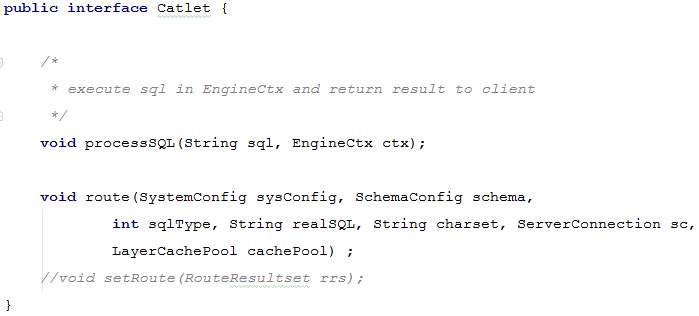 public interface Catlet {
/*
* execute sql in EngineCtx and return result to client
*/
void processSQL(String sql, EngineCtx ctx);
void route(SystemConfig sysConfig, SchemaConfig schema,
int sqlType, String realSQL, String charset, ServerConnection sc,
LayerCachePool cachePool) ;
//void setRoute(RouteResultset rrs);
}